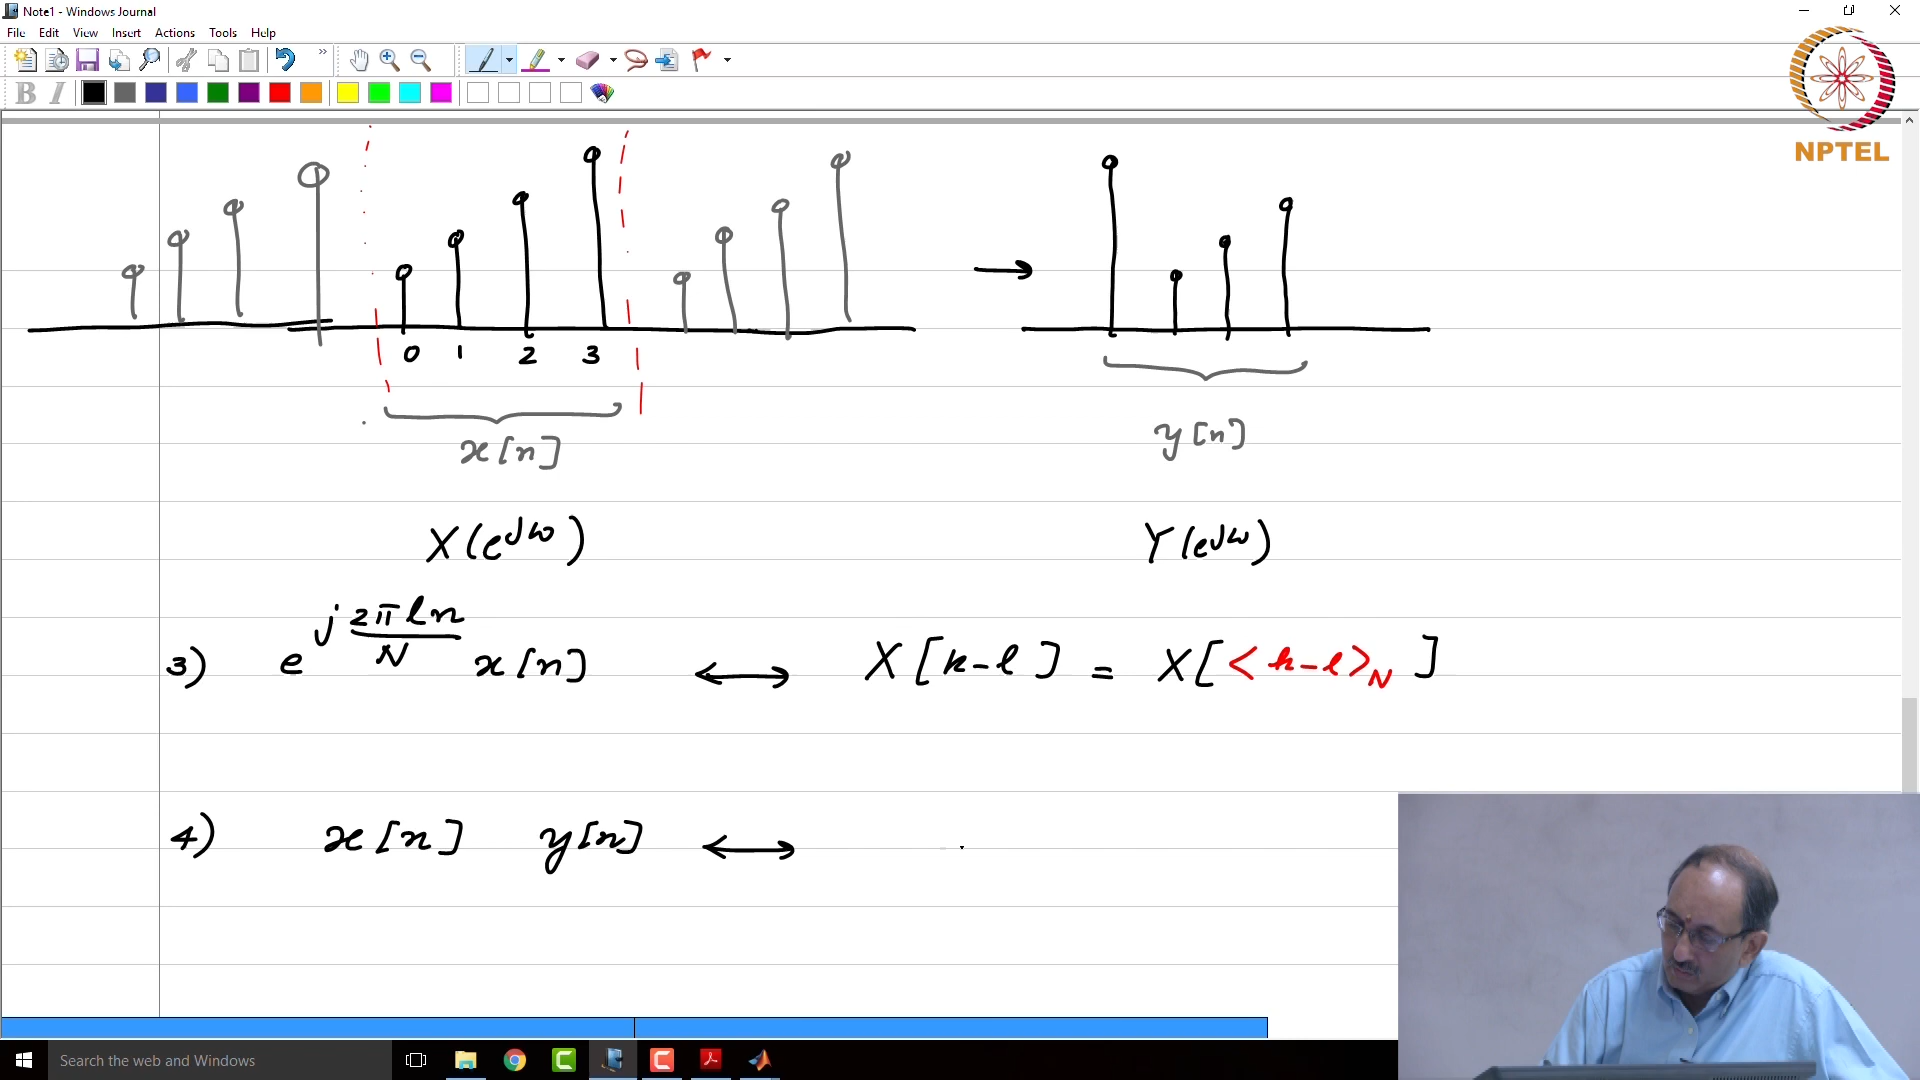 Note1 - Windows Journal
File Edit View Insert Actions Tools Help
B I
NPTEL
0 1 2 3
x[n] y[n]
X(e^{jω}) Y(e^{jω})
3) e^{j 2πln/N} x[n] ↔ X[k-l] = X[<k-l>_N]
4) x[n] y[n] ↔
Search the web and Windows